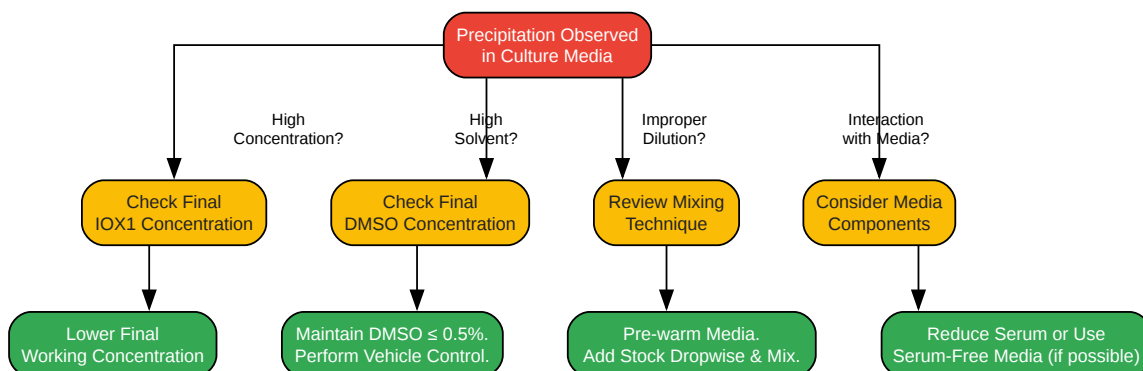 Precipitation Observed
in Culture Media
High
Concentration?
High
Solvent?
Improper
Dilution?
Interaction
with Media?
Check Final
IOX1 Concentration
Check Final
DMSO Concentration
Review Mixing
Technique
Consider Media
Components
Lower Final
Working Concentration
Maintain DMSO ≤ 0.5%.
Perform Vehicle Control.
Pre-warm Media.
Add Stock Dropwise & Mix.
Reduce Serum or Use
Serum-Free Media (if possible)